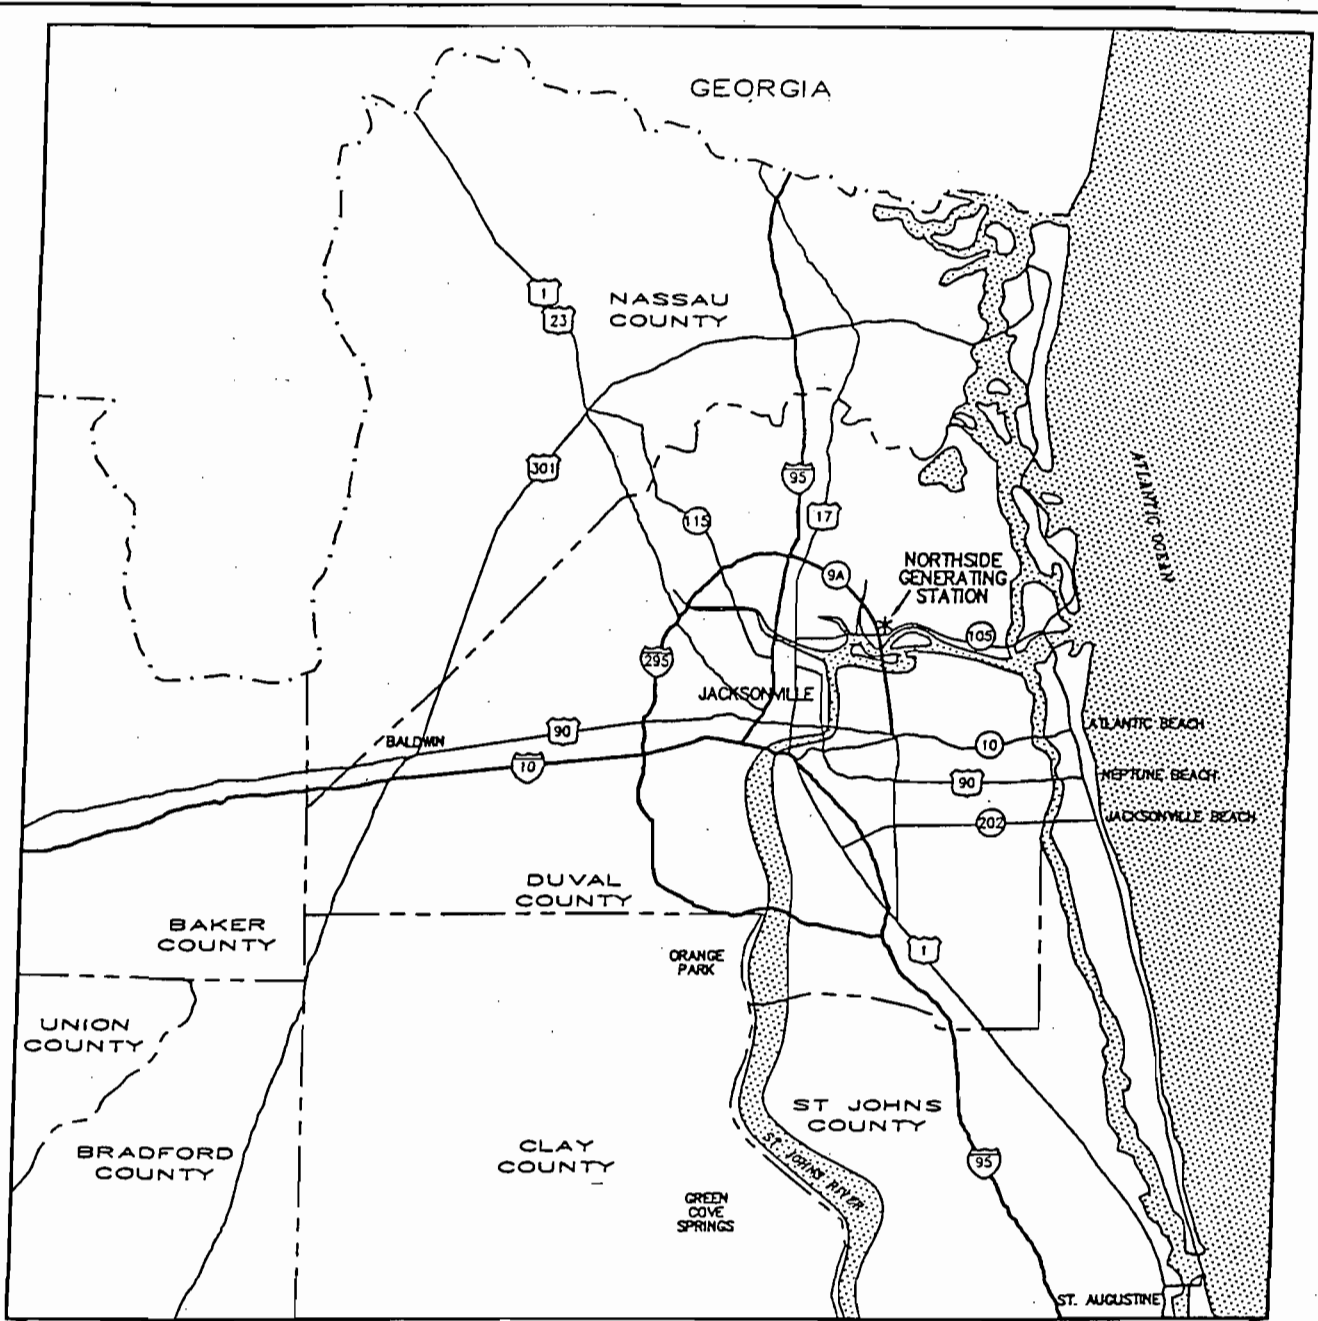 GEORGIA
1
23
NASSAU
COUNTY
301
95
115
17
ATLANTIC OCEAN
9A
NORTHSIDE
GENERATING
STATION
105
295
JACKSONVILLE
90
BALDWIN
10
ATLANTIC BEACH
10
90
NEPTUNE BEACH
202
JACKSONVILLE BEACH
DUVAL
COUNTY
BAKER
COUNTY
ORANGE
PARK
1
UNION
COUNTY
ST JOHNS
COUNTY
BRADFORD
COUNTY
CLAY
COUNTY
ST. JOHNS RIVER
95
GREEN
COVE
SPRINGS
ST. AUGUSTINE